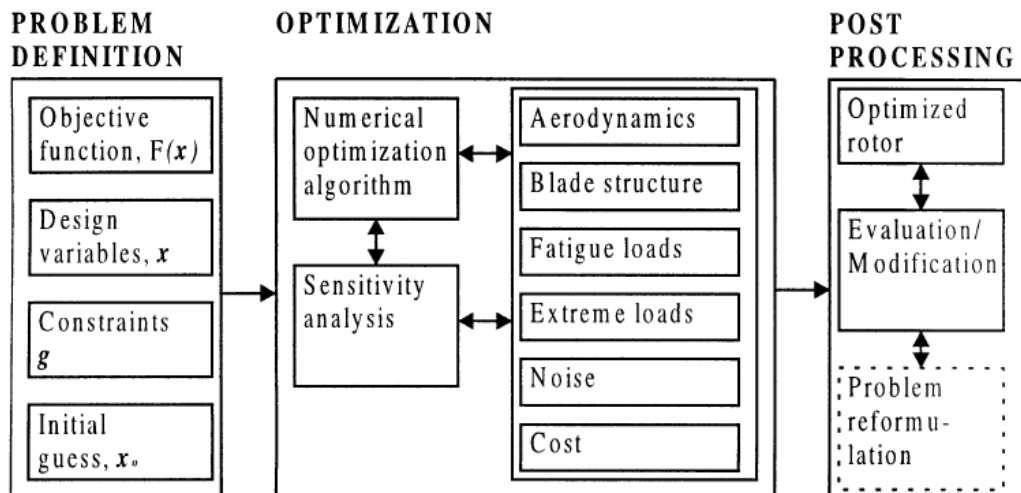 PROBLEM
DEFINITION
Objective
function, F(x)
Design
variables, x
Constraints
g
Initial
guess, xₒ
OPTIMIZATION
Numerical
optimization
algorithm
Sensitivity
analysis
Aerodynamics
Blade structure
Fatigue loads
Extreme loads
Noise
Cost
POST
PROCESSING
Optimized
rotor
Evaluation/
Modification
Problem
reformu-
lation